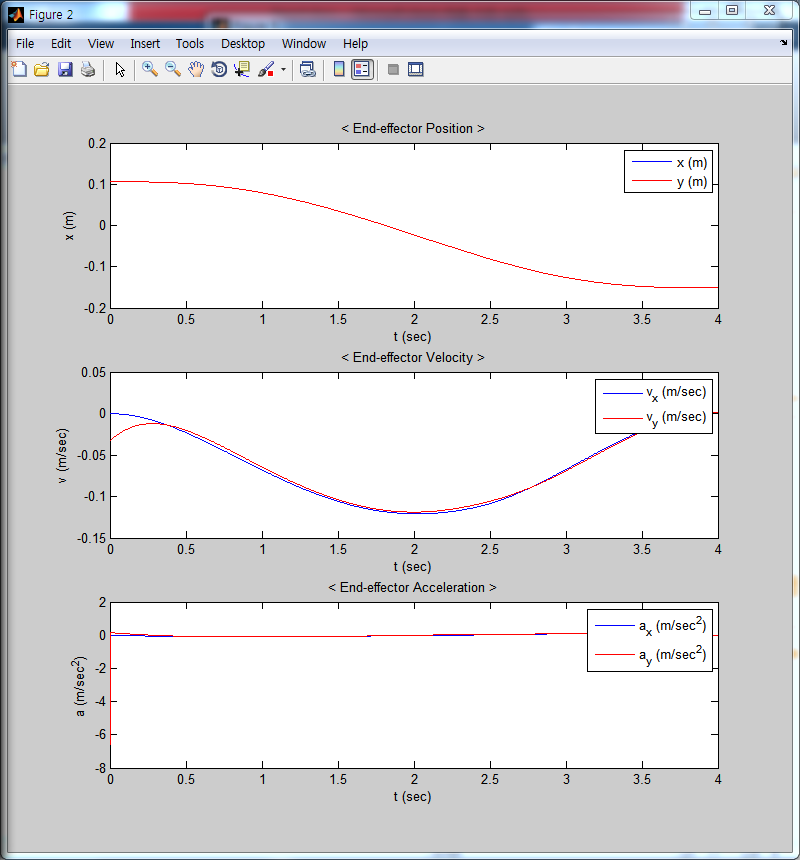 Figure 2
File Edit View Insert Tools Desktop Window Help
< End-effector Position >
0.2
0.1
0
-0.1
-0.2
x (m)
x (m)
y (m)
0 0.5 1 1.5 2 2.5 3 3.5 4
t (sec)
< End-effector Velocity >
0.05
0
-0.05
-0.1
-0.15
v (m/sec)
v_x (m/sec)
v_y (m/sec)
0 0.5 1 1.5 2 2.5 3 3.5 4
t (sec)
< End-effector Acceleration >
2
0
-2
-4
-6
-8
a (m/sec²)
a_x (m/sec²)
a_y (m/sec²)
0 0.5 1 1.5 2 2.5 3 3.5 4
t (sec)